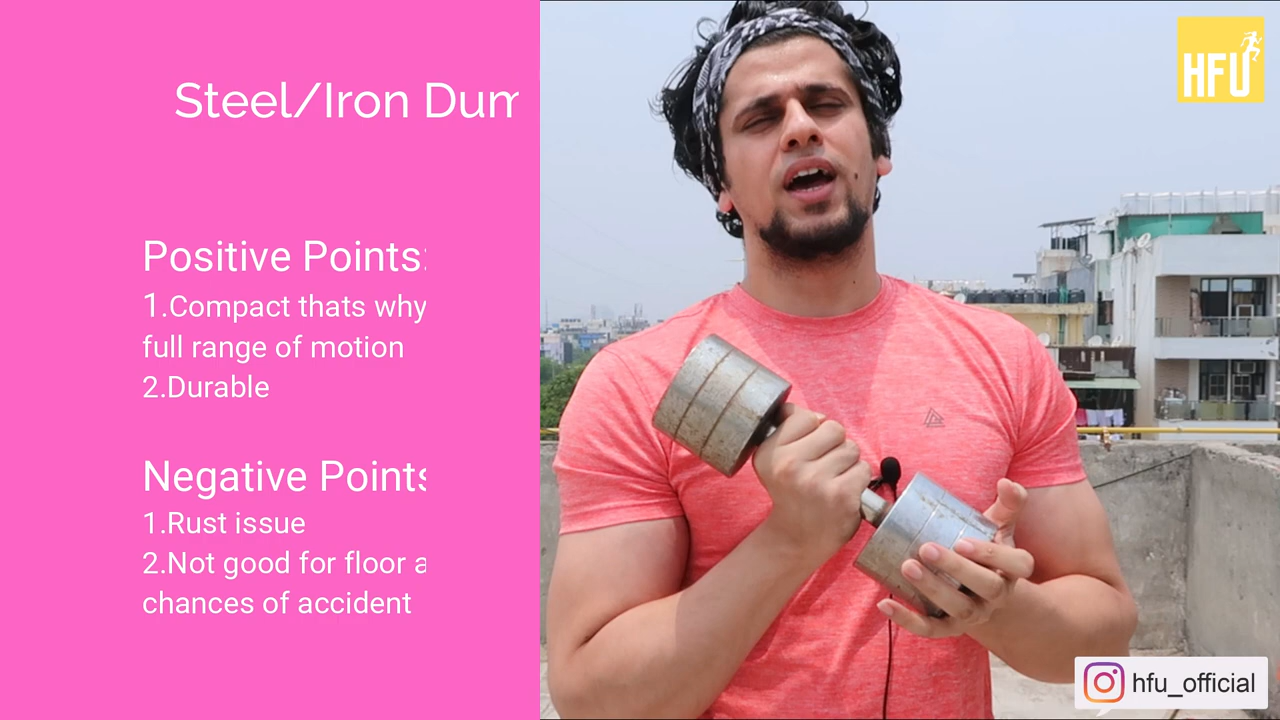 Steel/Iron Dum
Positive Points:
1.Compact thats why
full range of motion
2.Durable
Negative Points
1.Rust issue
2.Not good for floor a
chances of accident
HFU
hfu_official